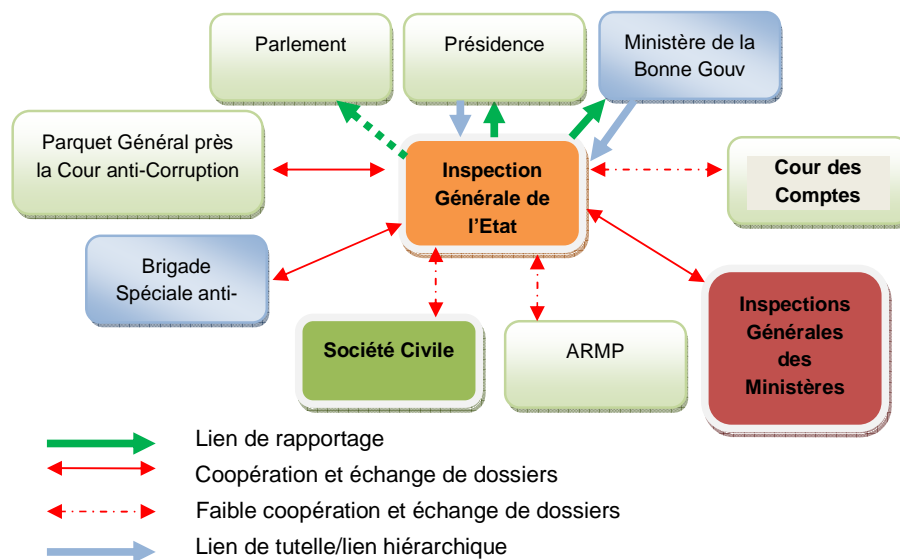 Parlement
Présidence
Ministère de la
Bonne Gouv
Parquet Général près
la Cour anti-Corruption
Inspection
Générale de
l'Etat
Cour des
Comptes
Brigade
Spéciale anti-
Société Civile
ARMP
Inspections
Générales
des
Ministères
Lien de rapportage
Coopération et échange de dossiers
Faible coopération et échange de dossiers
Lien de tutelle/lien hiérarchique